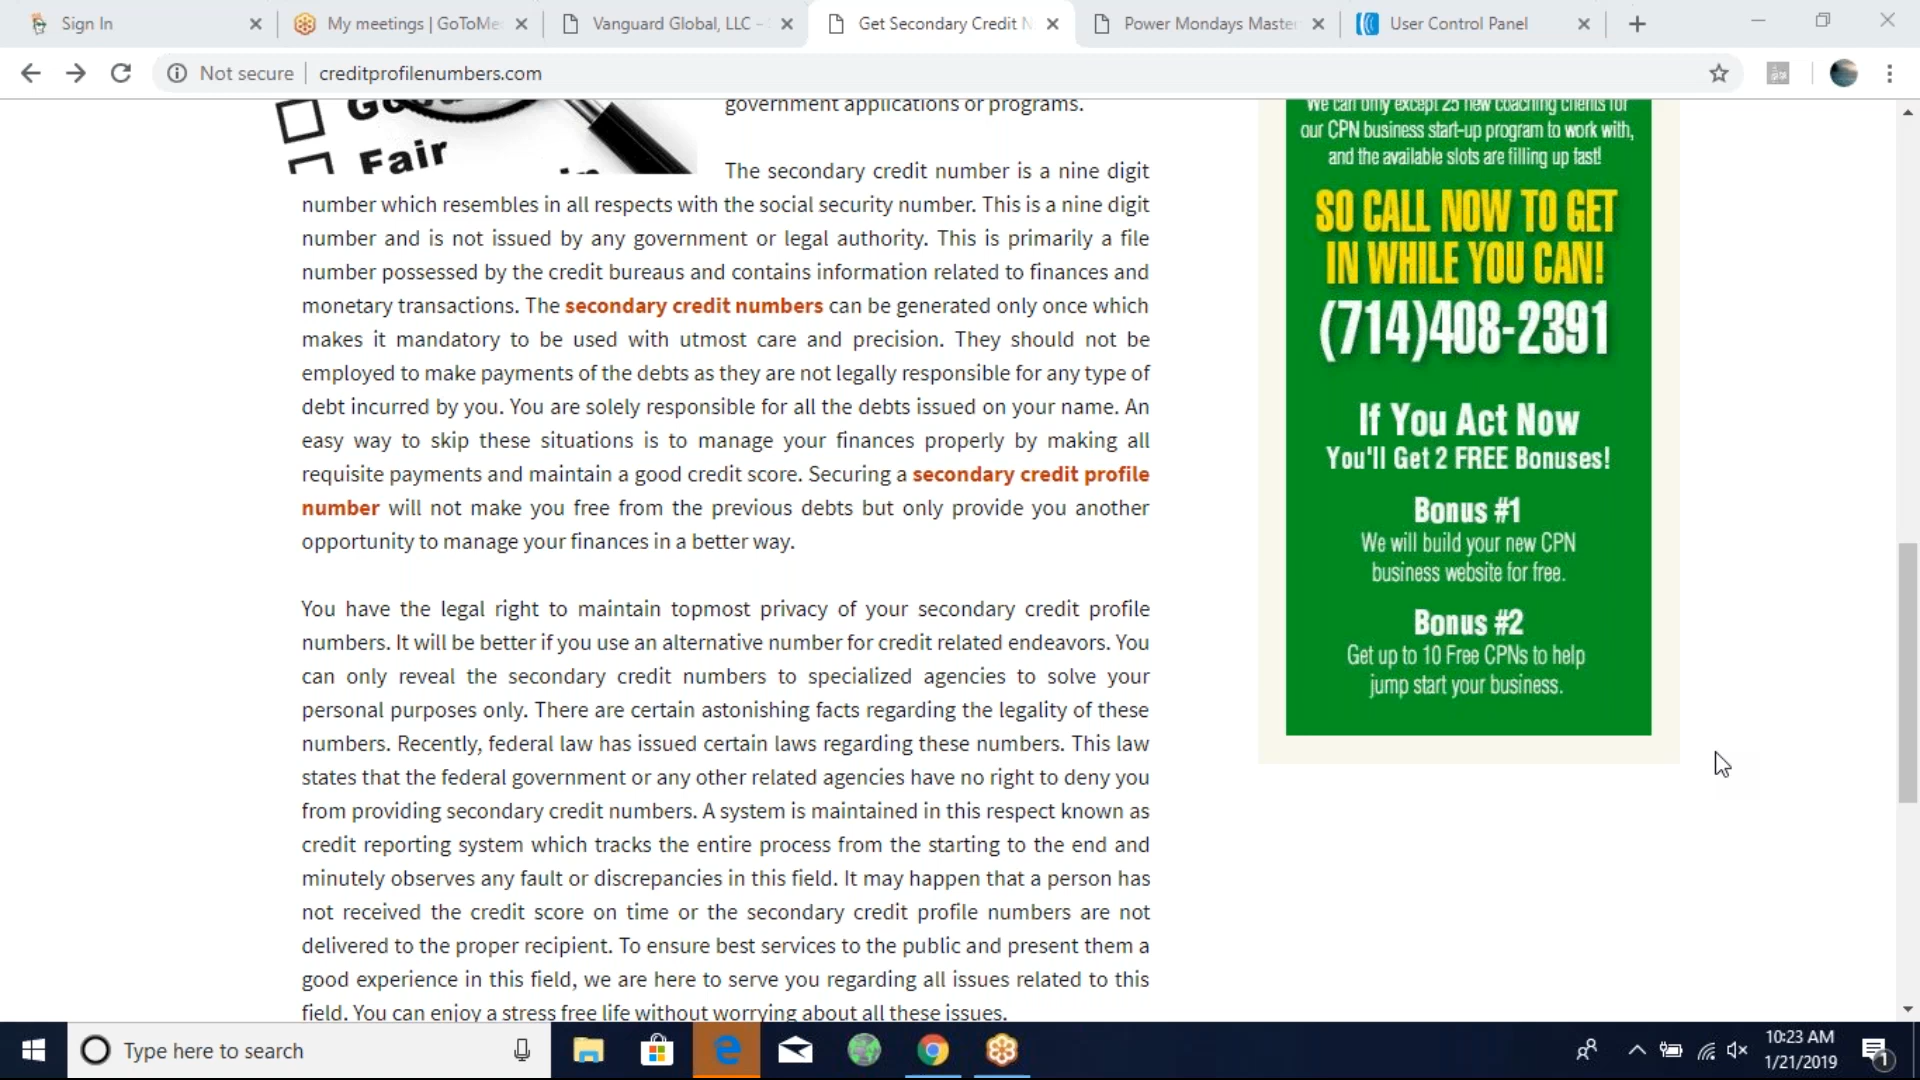 Sign In
My meetings | GoToMe
Vanguard Global, LLC -
Get Secondary Credit N
Power Mondays Master
User Control Panel
Not secure
creditprofilenumbers.com
Fair
government applications or programs.
The secondary credit number is a nine digit
number which resembles in all respects with the social security number. This is a nine digit
number and is not issued by any government or legal authority. This is primarily a file
number possessed by the credit bureaus and contains information related to finances and
monetary transactions. The secondary credit numbers can be generated only once which
makes it mandatory to be used with utmost care and precision. They should not be
employed to make payments of the debts as they are not legally responsible for any type of
debt incurred by you. You are solely responsible for all the debts issued on your name. An
easy way to skip these situations is to manage your finances properly by making all
requisite payments and maintain a good credit score. Securing a secondary credit profile
number will not make you free from the previous debts but only provide you another
opportunity to manage your finances in a better way.
You have the legal right to maintain topmost privacy of your secondary credit profile
numbers. It will be better if you use an alternative number for credit related endeavors. You
can only reveal the secondary credit numbers to specialized agencies to solve your
personal purposes only. There are certain astonishing facts regarding the legality of these
numbers. Recently, federal law has issued certain laws regarding these numbers. This law
states that the federal government or any other related agencies have no right to deny you
from providing secondary credit numbers. A system is maintained in this respect known as
credit reporting system which tracks the entire process from the starting to the end and
minutely observes any fault or discrepancies in this field. It may happen that a person has
not received the credit score on time or the secondary credit profile numbers are not
delivered to the proper recipient. To ensure best services to the public and present them a
good experience in this field, we are here to serve you regarding all issues related to this
field. You can enjoy a stress free life without worrying about all these issues.
We can only except 25 new coaching clients for
our CPN business start-up program to work with,
and the available slots are filling up fast!
SO CALL NOW TO GET
IN WHILE YOU CAN!
(714)408-2391
If You Act Now
You'll Get 2 FREE Bonuses!
Bonus #1
We will build your new CPN
business website for free.
Bonus #2
Get up to 10 Free CPNs to help
jump start your business.
Type here to search
10:23 AM
1/21/2019
1